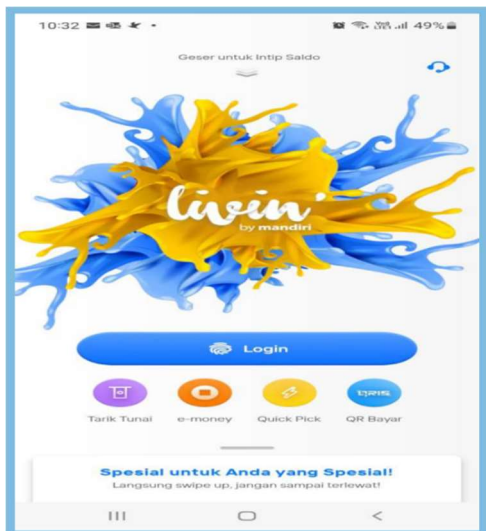 10:32
49%
Geser untuk Intip Saldo
livin'
by mandiri
Login
Tarik Tunai
e-money
Quick Pick
QR Bayar
Spesial untuk Anda yang Spesial!
Langsung swipe up, jangan sampai terlewat!